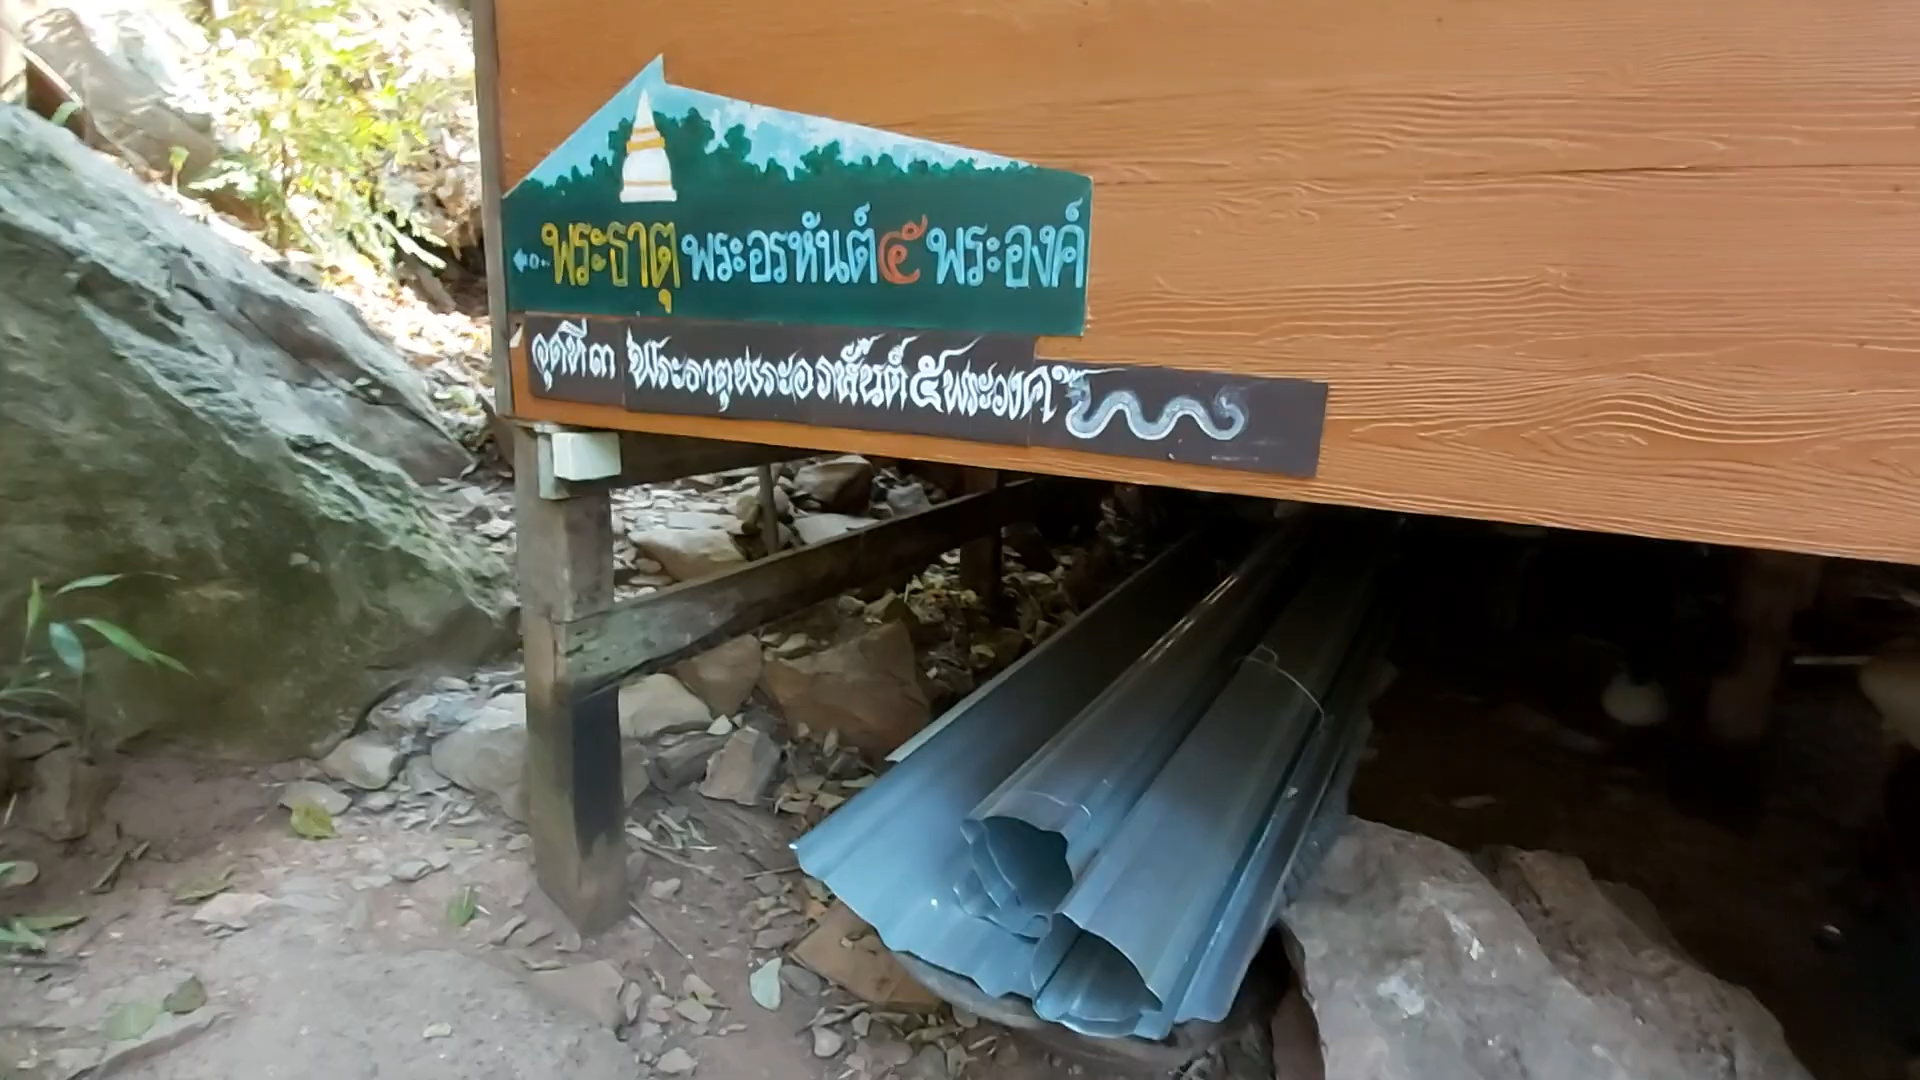 พระธาตุพระอรหันต์ ๕ พระองค์
จุดที่ ๓ พระธาตุพระอรหันต์ ๕ พระองค์